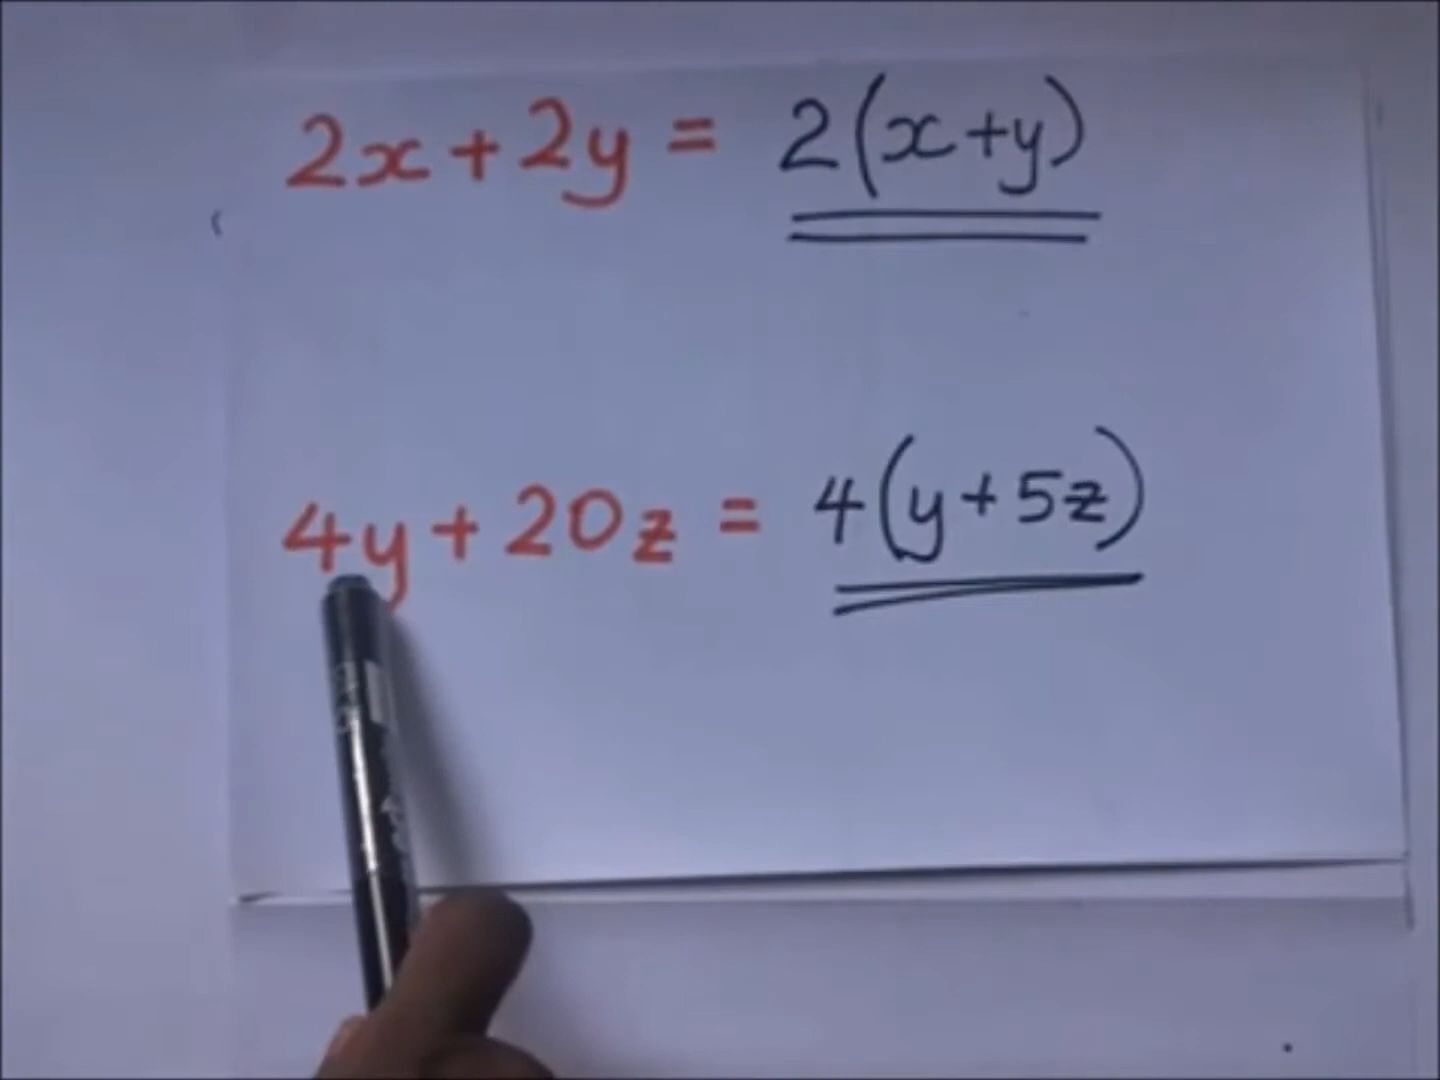 2x + 2y = 2(x+y)
4y + 20z = 4(y + 5z)